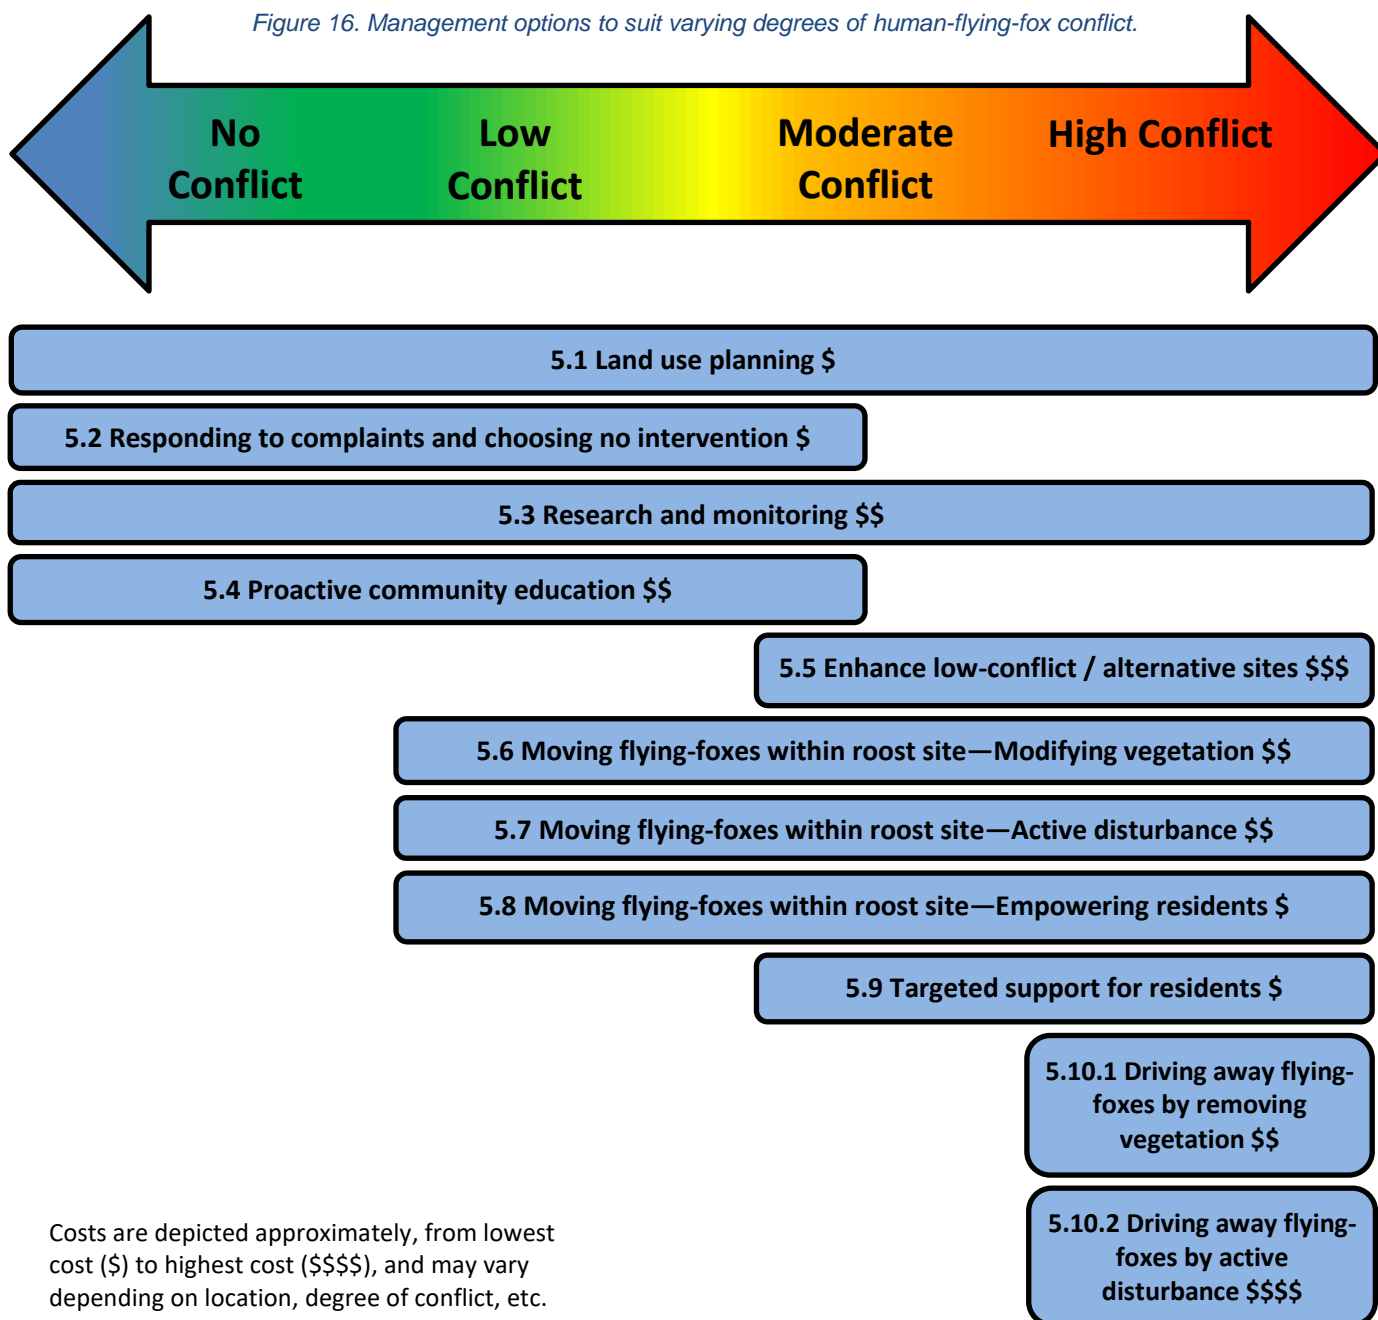 Figure 16. Management options to suit varying degrees of human-flying-fox conflict.
No
Conflict
Low
Conflict
Moderate
Conflict
High Conflict
5.1 Land use planning $
5.2 Responding to complaints and choosing no intervention $
5.3 Research and monitoring $$
5.4 Proactive community education $$
5.5 Enhance low-conflict / alternative sites $$$
5.6 Moving flying-foxes within roost site—Modifying vegetation $$
5.7 Moving flying-foxes within roost site—Active disturbance $$
5.8 Moving flying-foxes within roost site—Empowering residents $
5.9 Targeted support for residents $
5.10.1 Driving away flying-
foxes by removing
vegetation $$
5.10.2 Driving away flying-
foxes by active
disturbance $$$$
Costs are depicted approximately, from lowest
cost ($) to highest cost ($$$$), and may vary
depending on location, degree of conflict, etc.